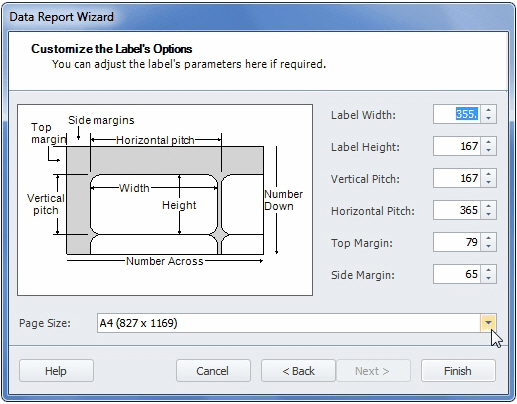 Data Report Wizard
Customize the Label's Options
You can adjust the label's parameters here if required.
Side margins
Top
margin
Horizontal pitch
Width
Vertical
pitch
Height
Number
Down
Number Across
Label Width: 355.
Label Height: 167
Vertical Pitch: 167
Horizontal Pitch: 365
Top Margin: 79
Side Margin: 65
Page Size: A4 (827 x 1169)
Help Cancel < Back Next > Finish